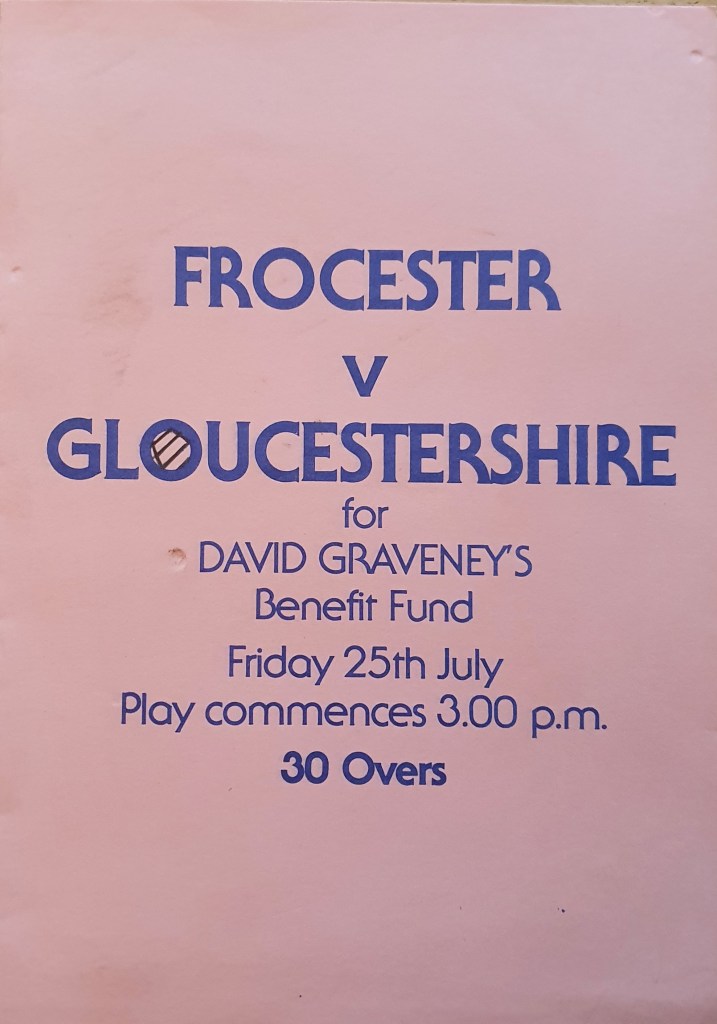 FROCESTER
V
GLOUCESTERSHIRE
for
DAVID GRAVENEY'S
Benefit Fund
Friday 25th July
Play commences 3.00 p.m.
30 Overs